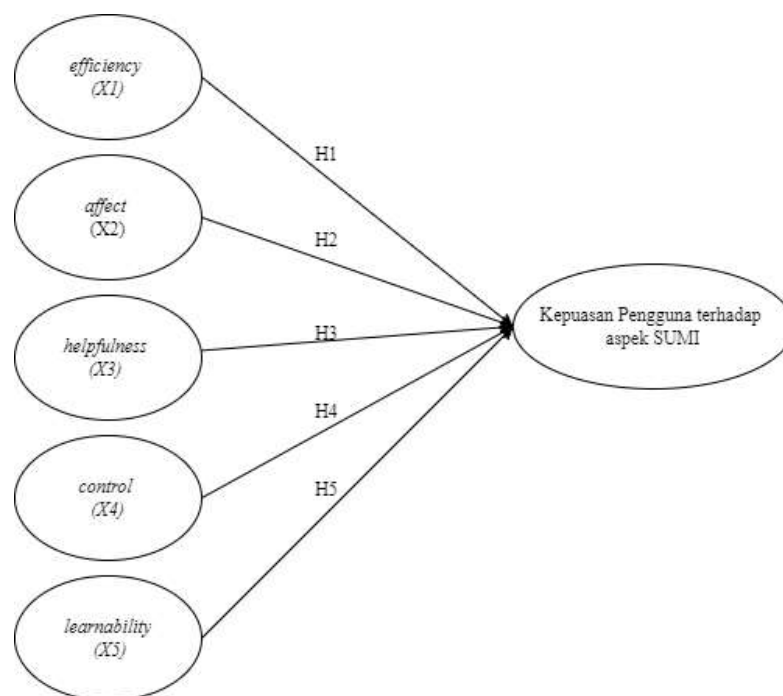 efficiency
(X1)
H1
affect
(X2)
H2
Kepuasan Pengguna terhadap
aspek SUMI
helpfulness
(X3)
H3
H4
control
(X4)
H5
learnability
(X5)